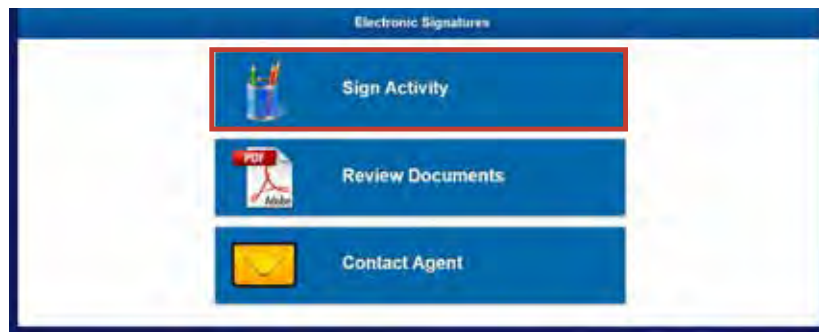 Electronic Signatures
Sign Activity
PDF
Adobe
Review Documents
Contact Agent